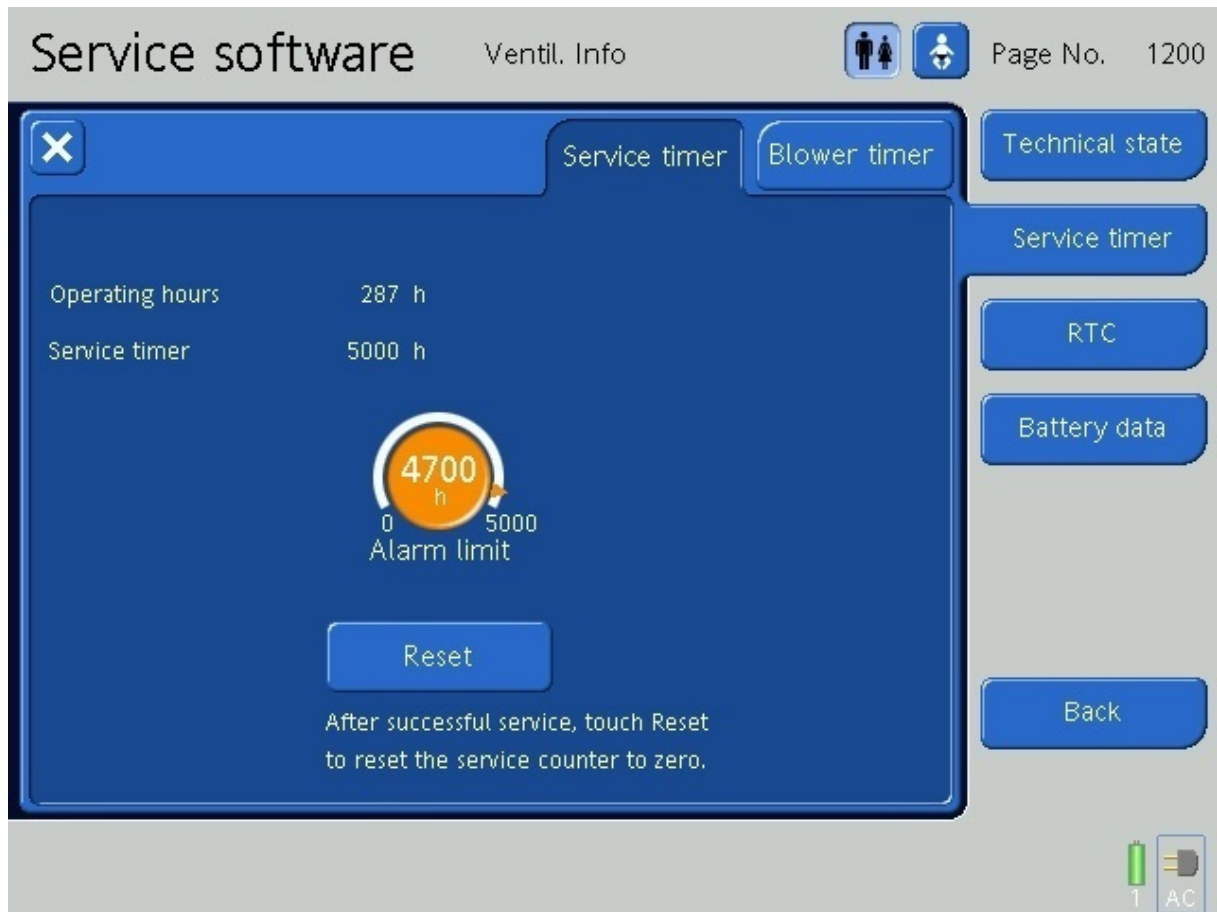 Service software Ventil. Info Page No. 1200
Service timer Blower timer
Technical state
Service timer
RTC
Battery data
Back
Operating hours 287 h
Service timer 5000 h
4700
h
0 5000
Alarm limit
Reset
After successful service, touch Reset
to reset the service counter to zero.
1 AC